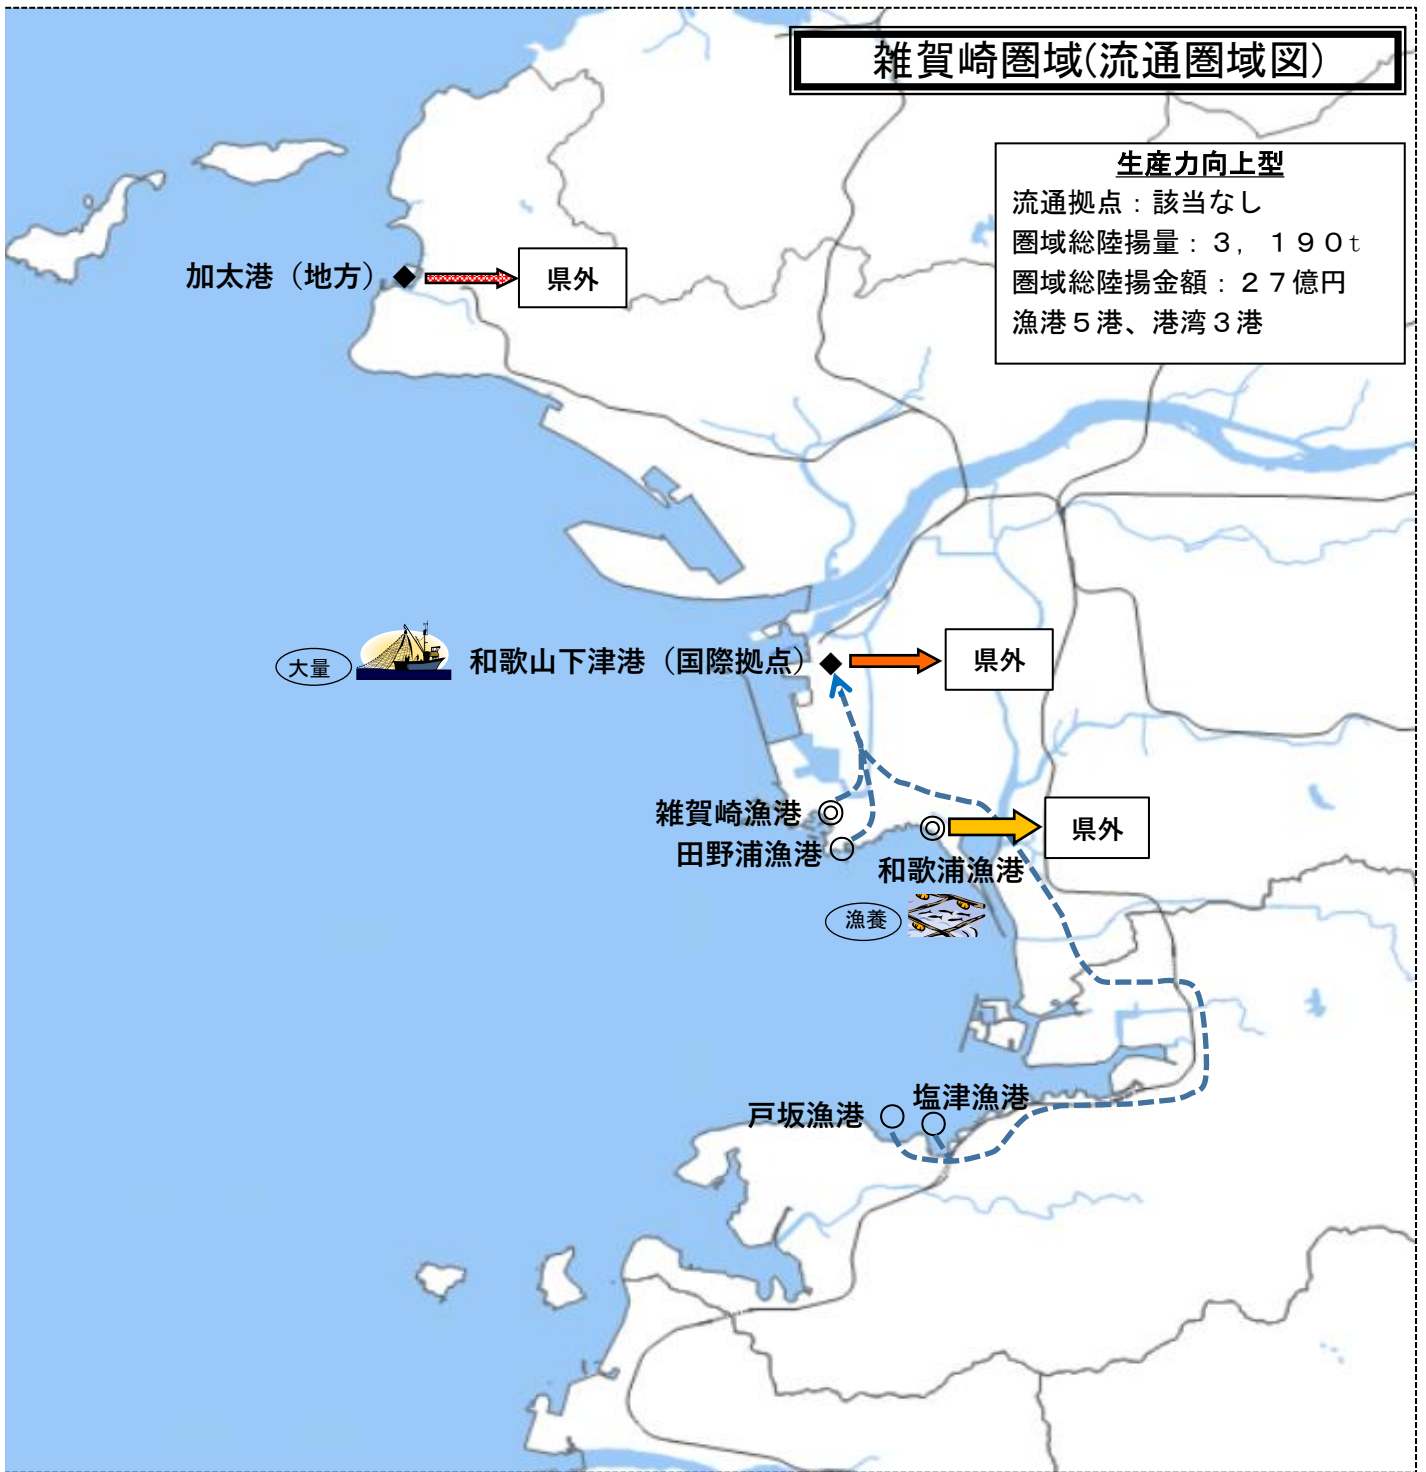 雑賀崎圏域(流通圏域図)
生産力向上型
流通拠点：該当なし
圏域総陸揚量：３，１９０t
圏域総陸揚金額：２７億円
漁港５港、港湾３港
加太港（地方）
県外
大量
和歌山下津港（国際拠点）
県外
雑賀崎漁港
田野浦漁港
和歌浦漁港
県外
漁養
戸坂漁港
塩津漁港